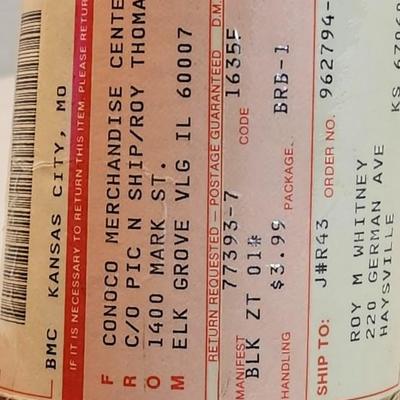 BMC KANSAS CITY, MO
IF IT IS NECESSARY TO RETURN THIS ITEM, PLEASE RETUR
FROM
CONOCO MERCHANDISE CENTE
C/O PIC N SHIP/ROY THOMA
1400 MARK ST.
ELK GROVE VLG IL 60007
RETURN REQUESTED — POSTAGE GUARANTEED D.M.
77393-7 1635F
MANIFEST CODE
BLK ZT 01#
$3.99 BRB-1
HANDLING PACKAGE.
SHIP TO: J#R43 ORDER NO. 962794-
ROY M WHITNEY
220 GERMAN AVE
HAYSVILLE KS